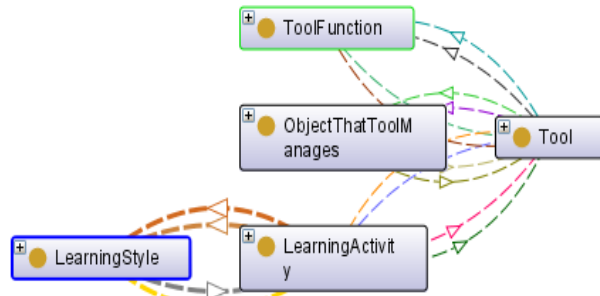 ToolFunction
ObjectThatToolM
anages
Tool
LearningActivit
y
LearningStyle